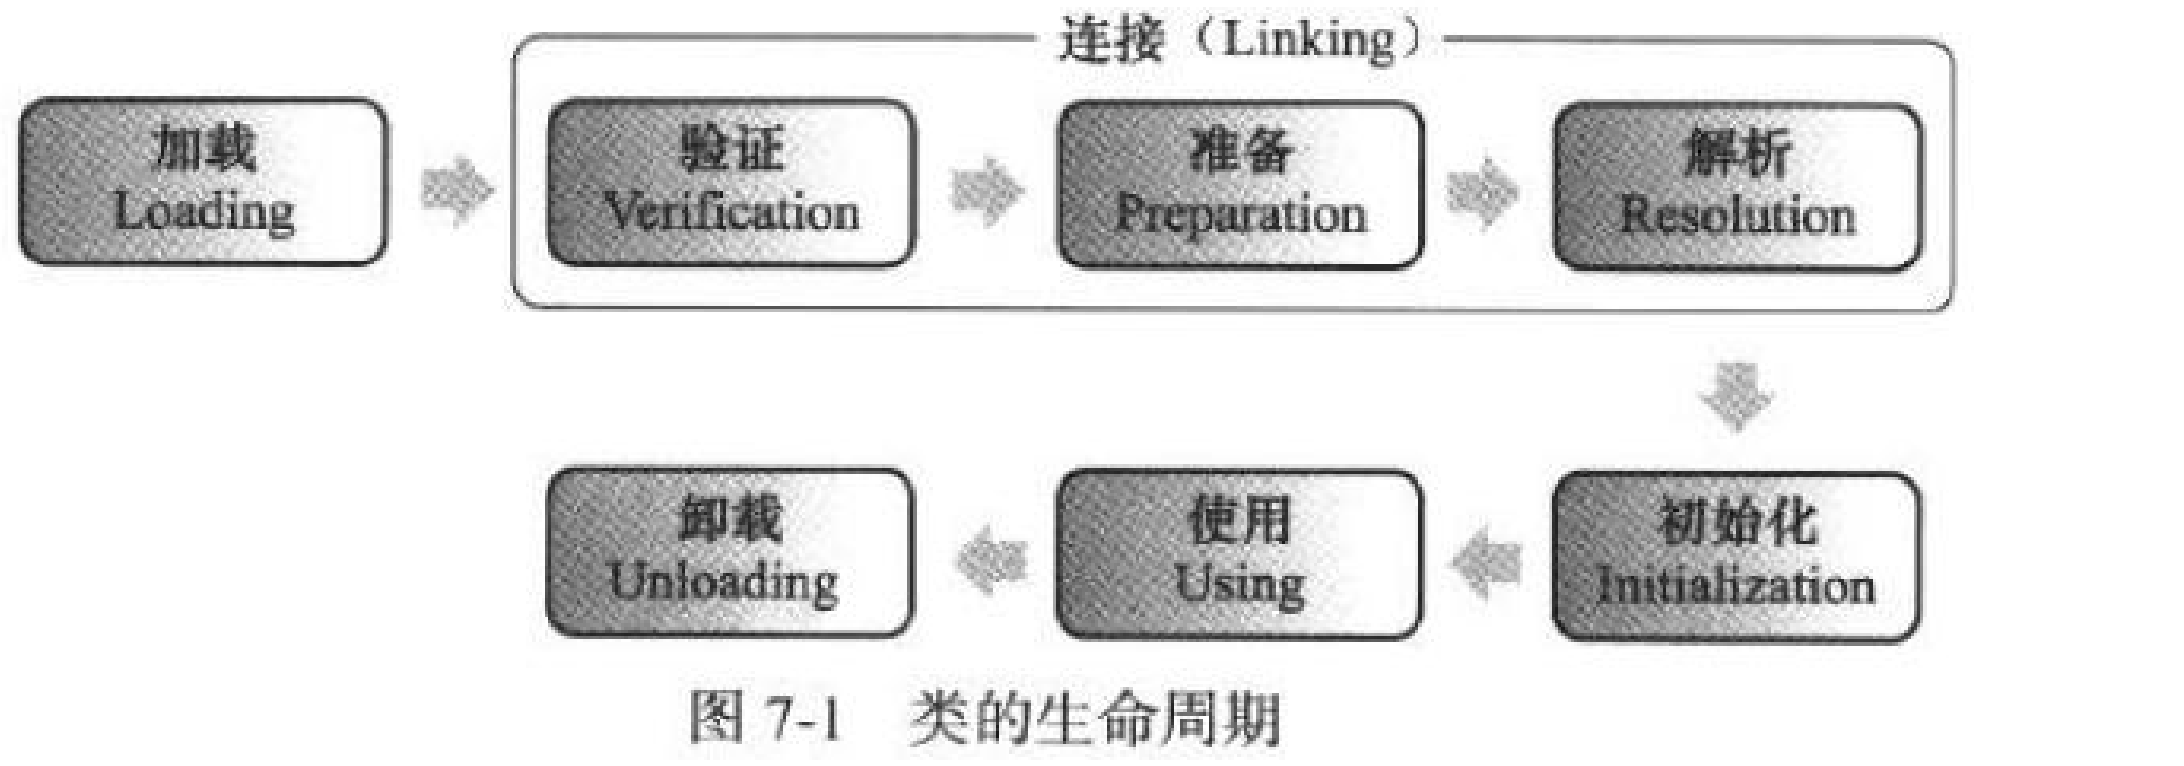 连接（Linking）
加载
Loading
验证
Verification
准备
Preparation
解析
Resolution
卸载
Unloading
使用
Using
初始化
Initialization
图 7-1 类的生命周期